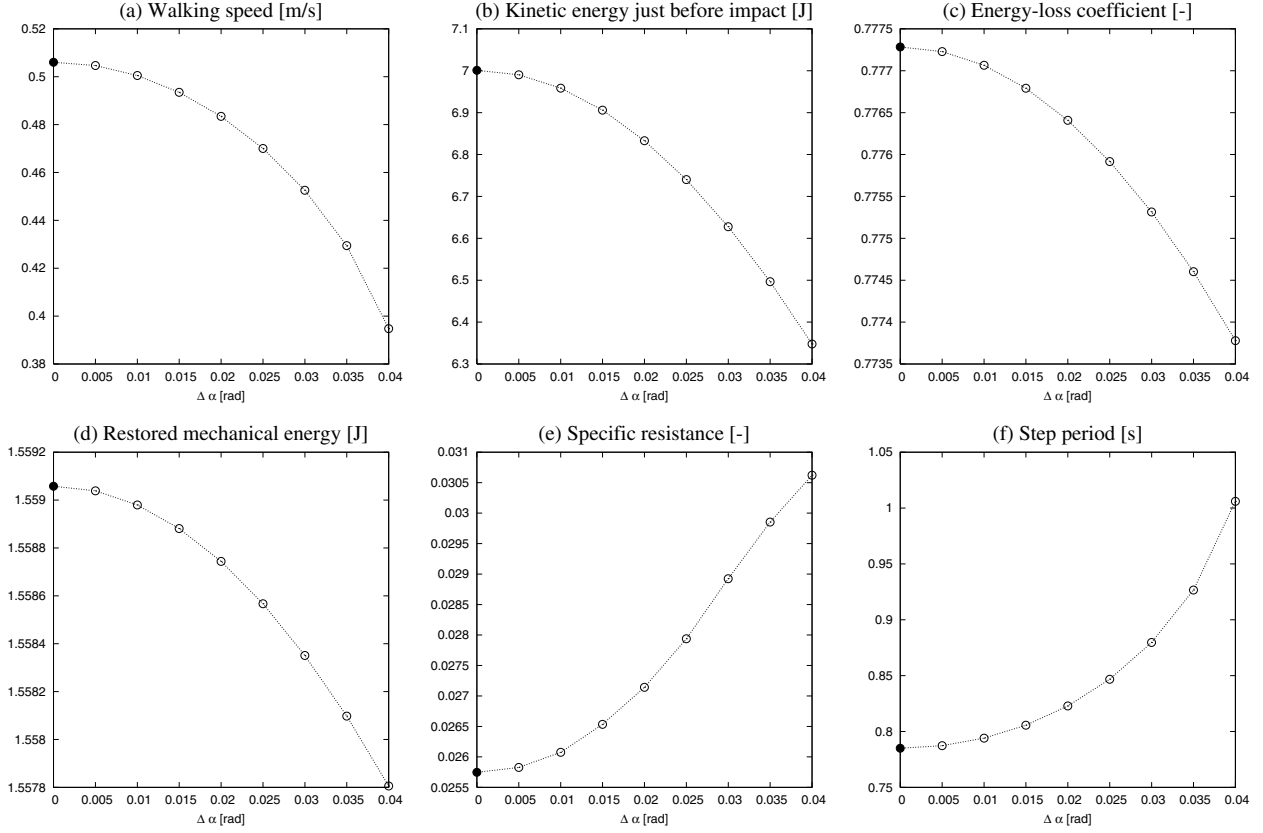 (a) Walking speed [m/s]
0.52
0.5
0.48
0.46
0.44
0.42
0.4
0.38
0 0.005 0.01 0.015 0.02 0.025 0.03 0.035 0.04
Δ α [rad]
(b) Kinetic energy just before impact [J]
7.1
7
6.9
6.8
6.7
6.6
6.5
6.4
6.3
0 0.005 0.01 0.015 0.02 0.025 0.03 0.035 0.04
Δ α [rad]
(c) Energy-loss coefficient [-]
0.7775
0.777
0.7765
0.776
0.7755
0.775
0.7745
0.774
0.7735
0 0.005 0.01 0.015 0.02 0.025 0.03 0.035 0.04
Δ α [rad]
(d) Restored mechanical energy [J]
1.5592
1.559
1.5588
1.5586
1.5584
1.5582
1.558
1.5578
0 0.005 0.01 0.015 0.02 0.025 0.03 0.035 0.04
Δ α [rad]
(e) Specific resistance [-]
0.031
0.0305
0.03
0.0295
0.029
0.0285
0.028
0.0275
0.027
0.0265
0.026
0.0255
0 0.005 0.01 0.015 0.02 0.025 0.03 0.035 0.04
Δ α [rad]
(f) Step period [s]
1.05
1
0.95
0.9
0.85
0.8
0.75
0 0.005 0.01 0.015 0.02 0.025 0.03 0.035 0.04
Δ α [rad]